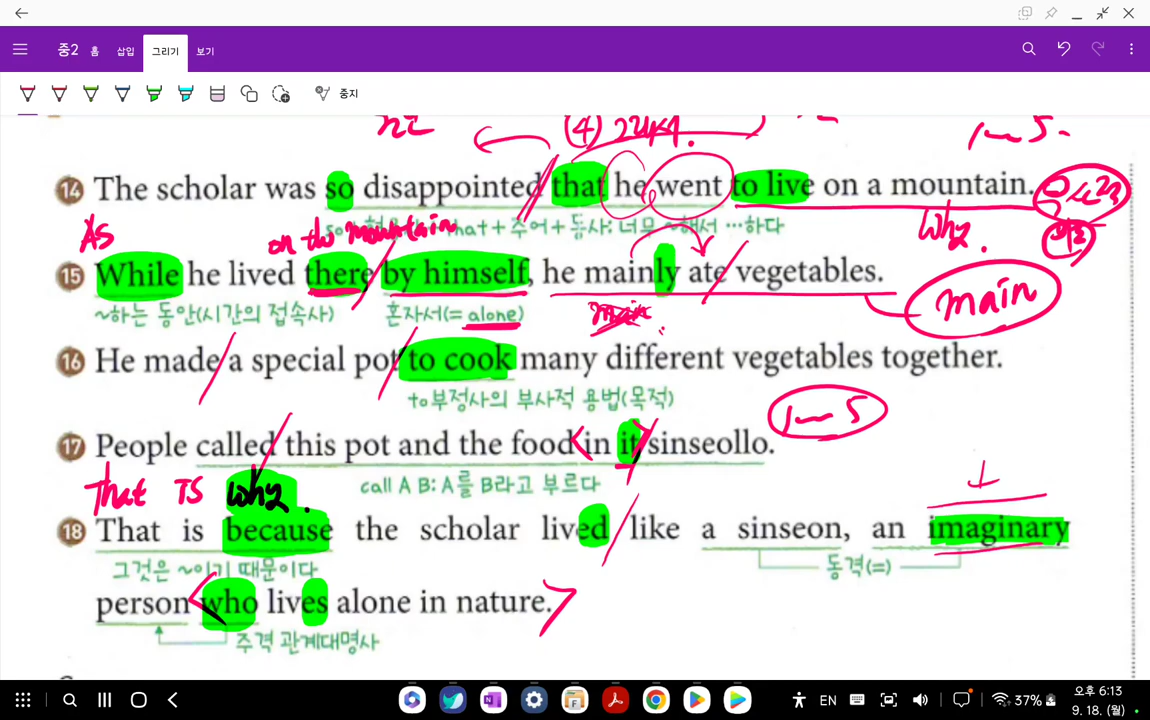 중2 홈 삽입 그리기 보기
중지
(4)
14 The scholar was so disappointed that he went to live on a mountain.
that + 주어 + 동사: 너무 ~해서 …하다
why.
As
on the mountain
15 While he lived there by himself, he mainly ate vegetables.
main
~하는 동안(시간의 접속사)
혼자서(= alone)
16 He made a special pot to cook many different vegetables together.
to부정사의 부사적 용법(목적)
17 People called this pot and the food in it sinseollo.
call A B: A를 B라고 부르다
That is why.
18 That is because the scholar lived like a sinseon, an imaginary
그것은 ~이기 때문이다
동격(=)
person who lives alone in nature.
주격 관계대명사
EN
37%
오후 6:13
9. 18. (월)